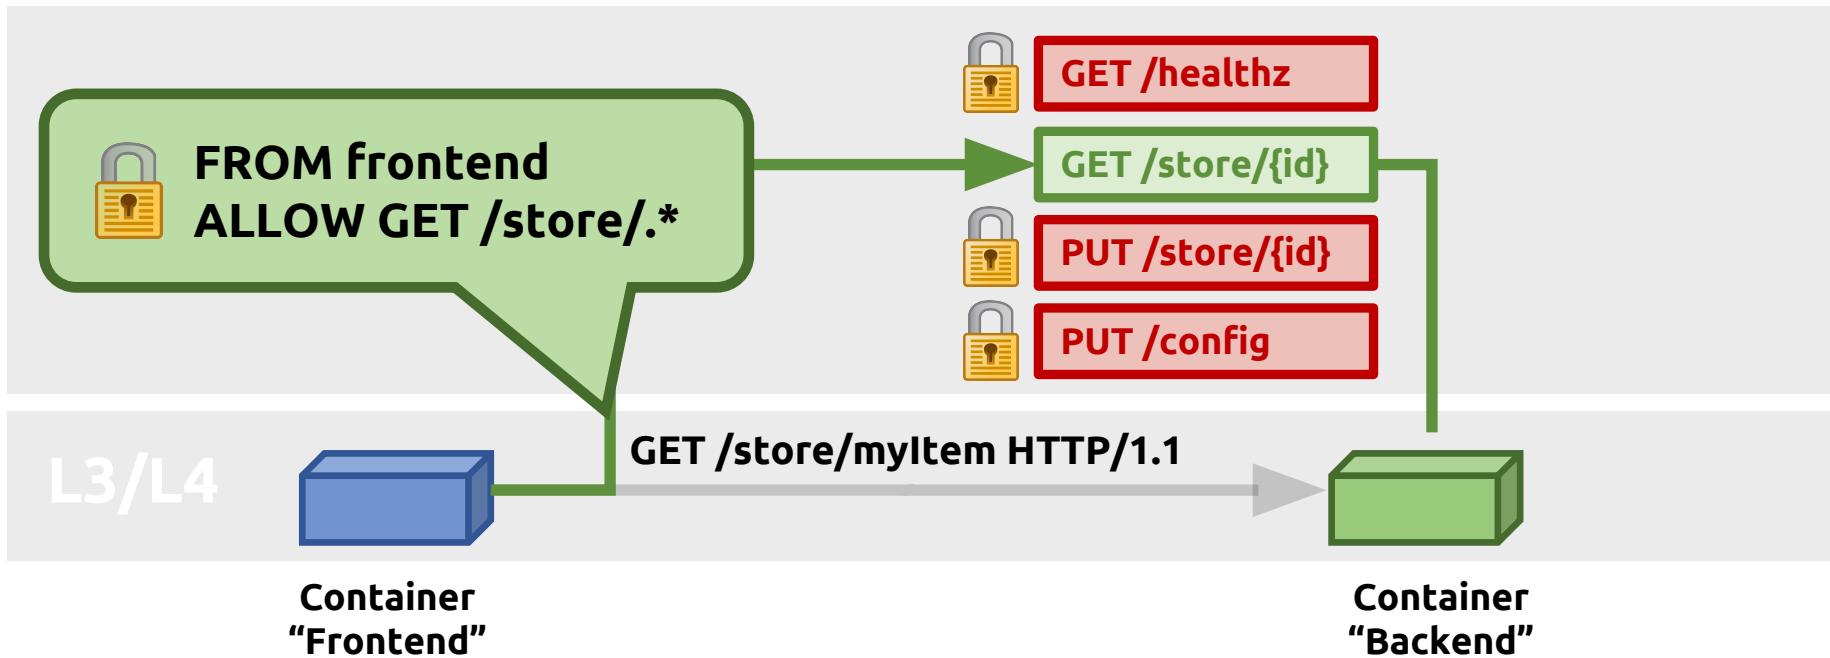 GET /healthz
FROM frontend
ALLOW GET /store/.*
GET /store/{id}
PUT /store/{id}
PUT /config
L3/L4
GET /store/myItem HTTP/1.1
Container
“Frontend”
Container
“Backend”